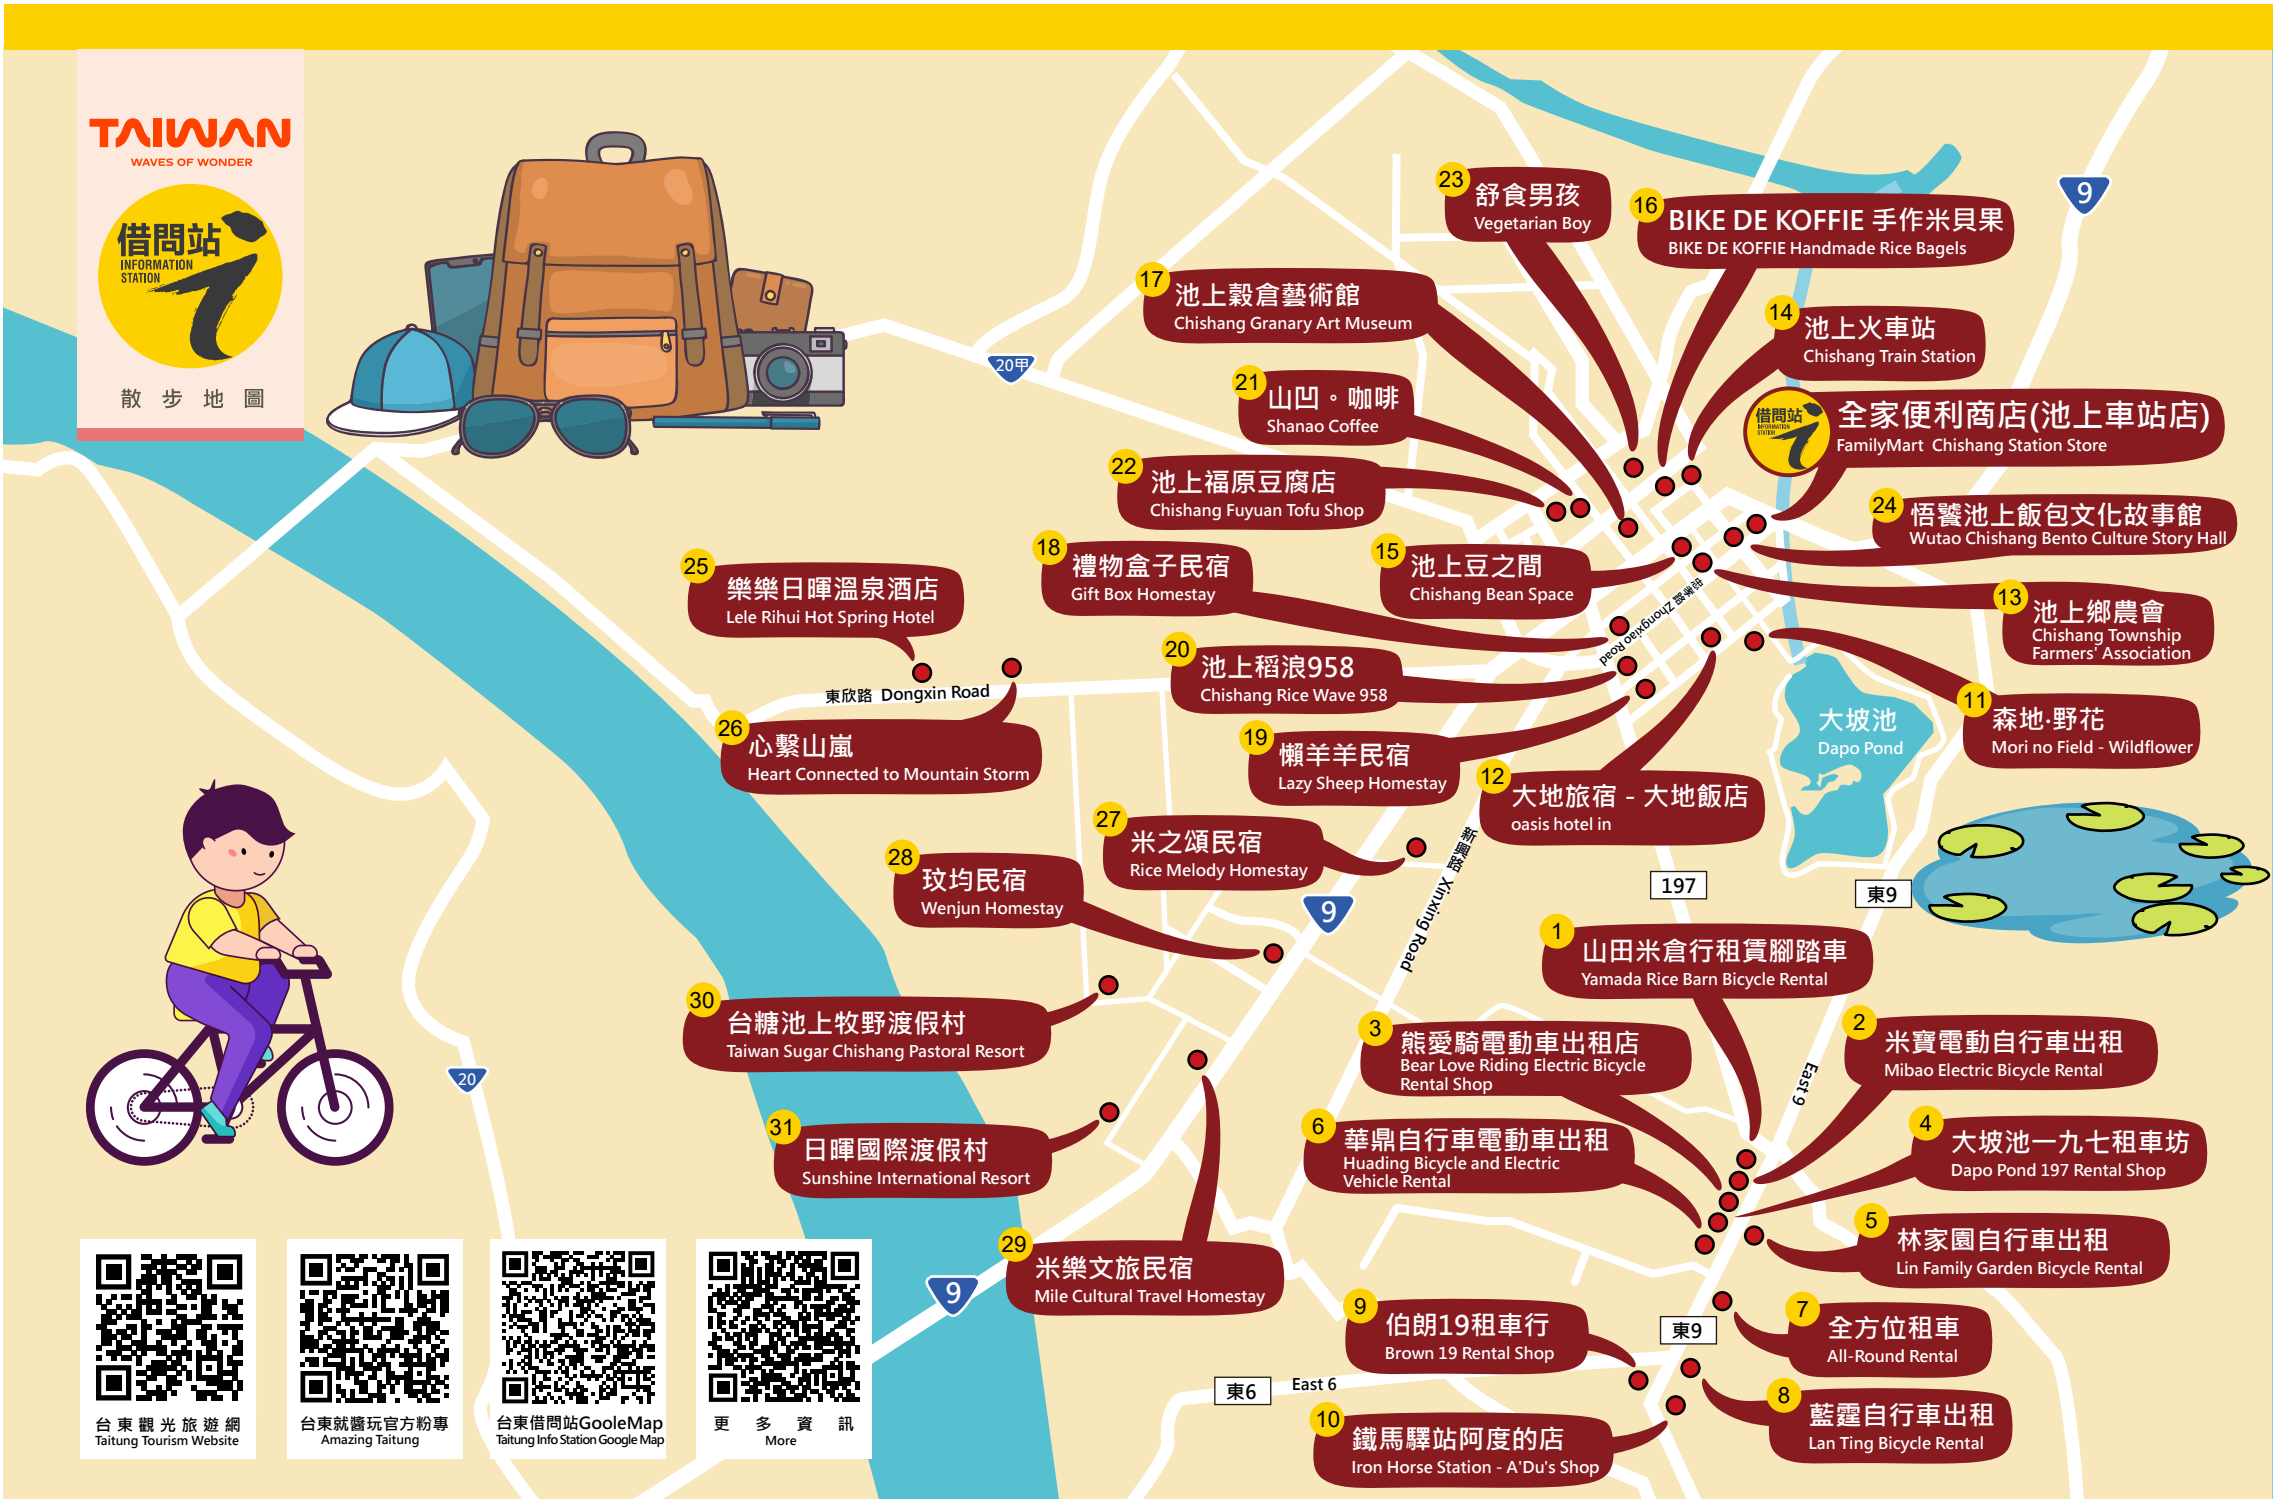 TAIWAN
WAVES OF WONDER
借問站
INFORMATION
STATION
散步地圖
9
20甲
23
舒食男孩
Vegetarian Boy
16
BIKE DE KOFFIE 手作米貝果
BIKE DE KOFFIE Handmade Rice Bagels
17
池上穀倉藝術館
Chishang Granary Art Museum
14
池上火車站
Chishang Train Station
21
山凹。咖啡
Shanao Coffee
借問站
INFORMATION
STATION
全家便利商店(池上車站店)
FamilyMart Chishang Station Store
22
池上福原豆腐店
Chishang Fuyuan Tofu Shop
24
悟饕池上飯包文化故事館
Wutao Chishang Bento Culture Story Hall
18
禮物盒子民宿
Gift Box Homestay
15
池上豆之間
Chishang Bean Space
25
樂樂日暉溫泉酒店
Lele Rihui Hot Spring Hotel
13
池上鄉農會
Chishang Township
Farmers' Association
忠孝路 Zhongxiao Road
20
池上稻浪958
Chishang Rice Wave 958
東欣路 Dongxin Road
11
森地·野花
Mori no Field - Wildflower
大坡池
Dapo Pond
26
心繫山嵐
Heart Connected to Mountain Storm
19
懶羊羊民宿
Lazy Sheep Homestay
12
大地旅宿 - 大地飯店
oasis hotel in
27
米之頌民宿
Rice Melody Homestay
新興路 Xinxing Road
28
玟均民宿
Wenjun Homestay
9
197
東9
1
山田米倉行租賃腳踏車
Yamada Rice Barn Bicycle Rental
30
台糖池上牧野渡假村
Taiwan Sugar Chishang Pastoral Resort
3
熊愛騎電動車出租店
Bear Love Riding Electric Bicycle
Rental Shop
2
米寶電動自行車出租
Mibao Electric Bicycle Rental
20
East 9
31
日暉國際渡假村
Sunshine International Resort
6
華鼎自行車電動車出租
Huading Bicycle and Electric
Vehicle Rental
4
大坡池一九七租車坊
Dapo Pond 197 Rental Shop
5
林家園自行車出租
Lin Family Garden Bicycle Rental
29
米樂文旅民宿
Mile Cultural Travel Homestay
9
9
伯朗19租車行
Brown 19 Rental Shop
東9
7
全方位租車
All-Round Rental
東6
East 6
8
藍霆自行車出租
Lan Ting Bicycle Rental
10
鐵馬驛站阿度的店
Iron Horse Station - A'Du's Shop
台東觀光旅遊網
Taitung Tourism Website
台東就醬玩官方粉專
Amazing Taitung
台東借問站GooleMap
Taitung Info Station Google Map
更多資訊
More